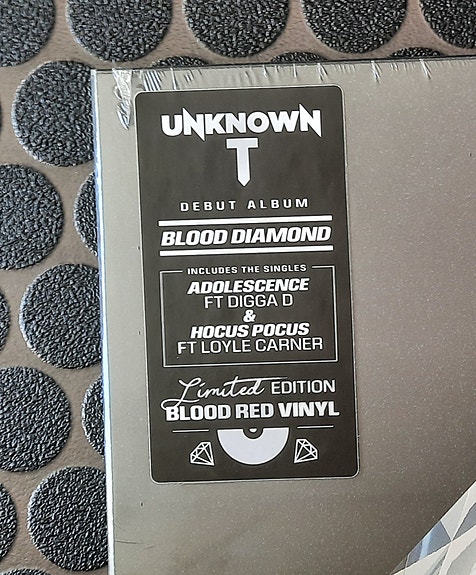 UNKNOWN
T
DEBUT ALBUM
BLOOD DIAMOND
INCLUDES THE SINGLES
ADOLESCENCE
FT DIGGA D
&
HOCUS POCUS
FT LOYLE CARNER
Limited EDITION
BLOOD RED VINYL